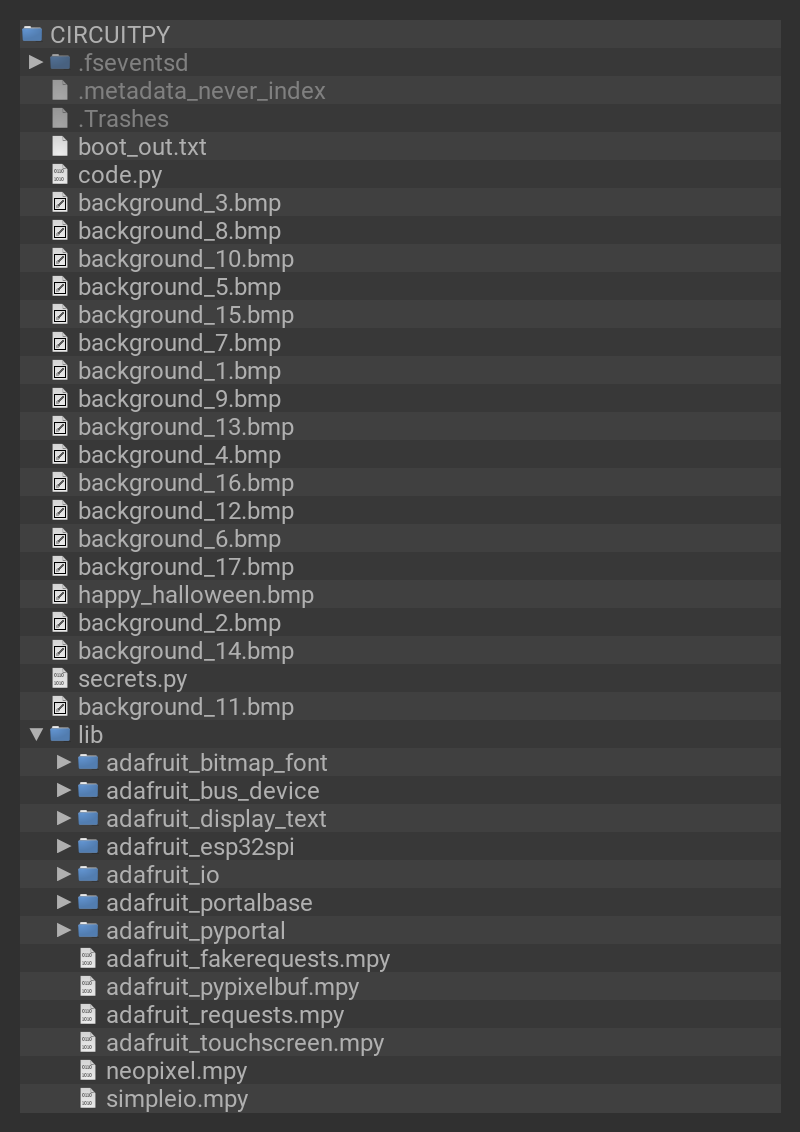 CIRCUITPY
.fseventsd
.metadata_never_index
.Trashes
boot_out.txt
code.py
background_3.bmp
background_8.bmp
background_10.bmp
background_5.bmp
background_15.bmp
background_7.bmp
background_1.bmp
background_9.bmp
background_13.bmp
background_4.bmp
background_16.bmp
background_12.bmp
background_6.bmp
background_17.bmp
happy_halloween.bmp
background_2.bmp
background_14.bmp
secrets.py
background_11.bmp
lib
adafruit_bitmap_font
adafruit_bus_device
adafruit_display_text
adafruit_esp32spi
adafruit_io
adafruit_portalbase
adafruit_pyportal
adafruit_fakerequests.mpy
adafruit_pypixelbuf.mpy
adafruit_requests.mpy
adafruit_touchscreen.mpy
neopixel.mpy
simpleio.mpy